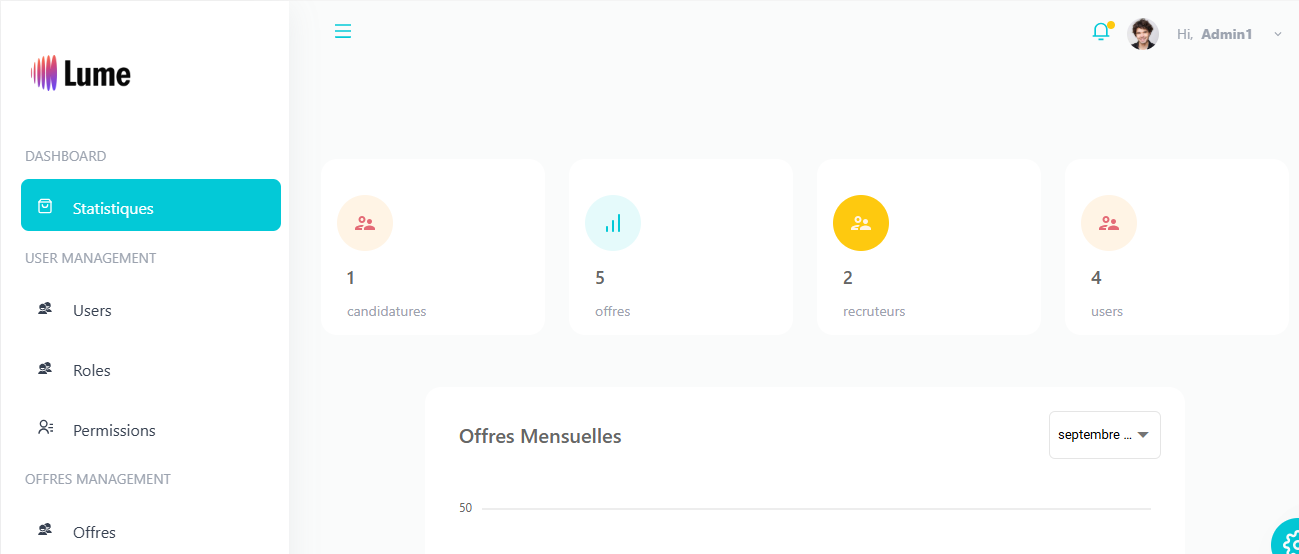 Lume
Hi, Admin1
DASHBOARD
Statistiques
USER MANAGEMENT
Users
Roles
Permissions
OFFRES MANAGEMENT
Offres
1
candidatures
5
offres
2
recruteurs
4
users
Offres Mensuelles
septembre ...
50